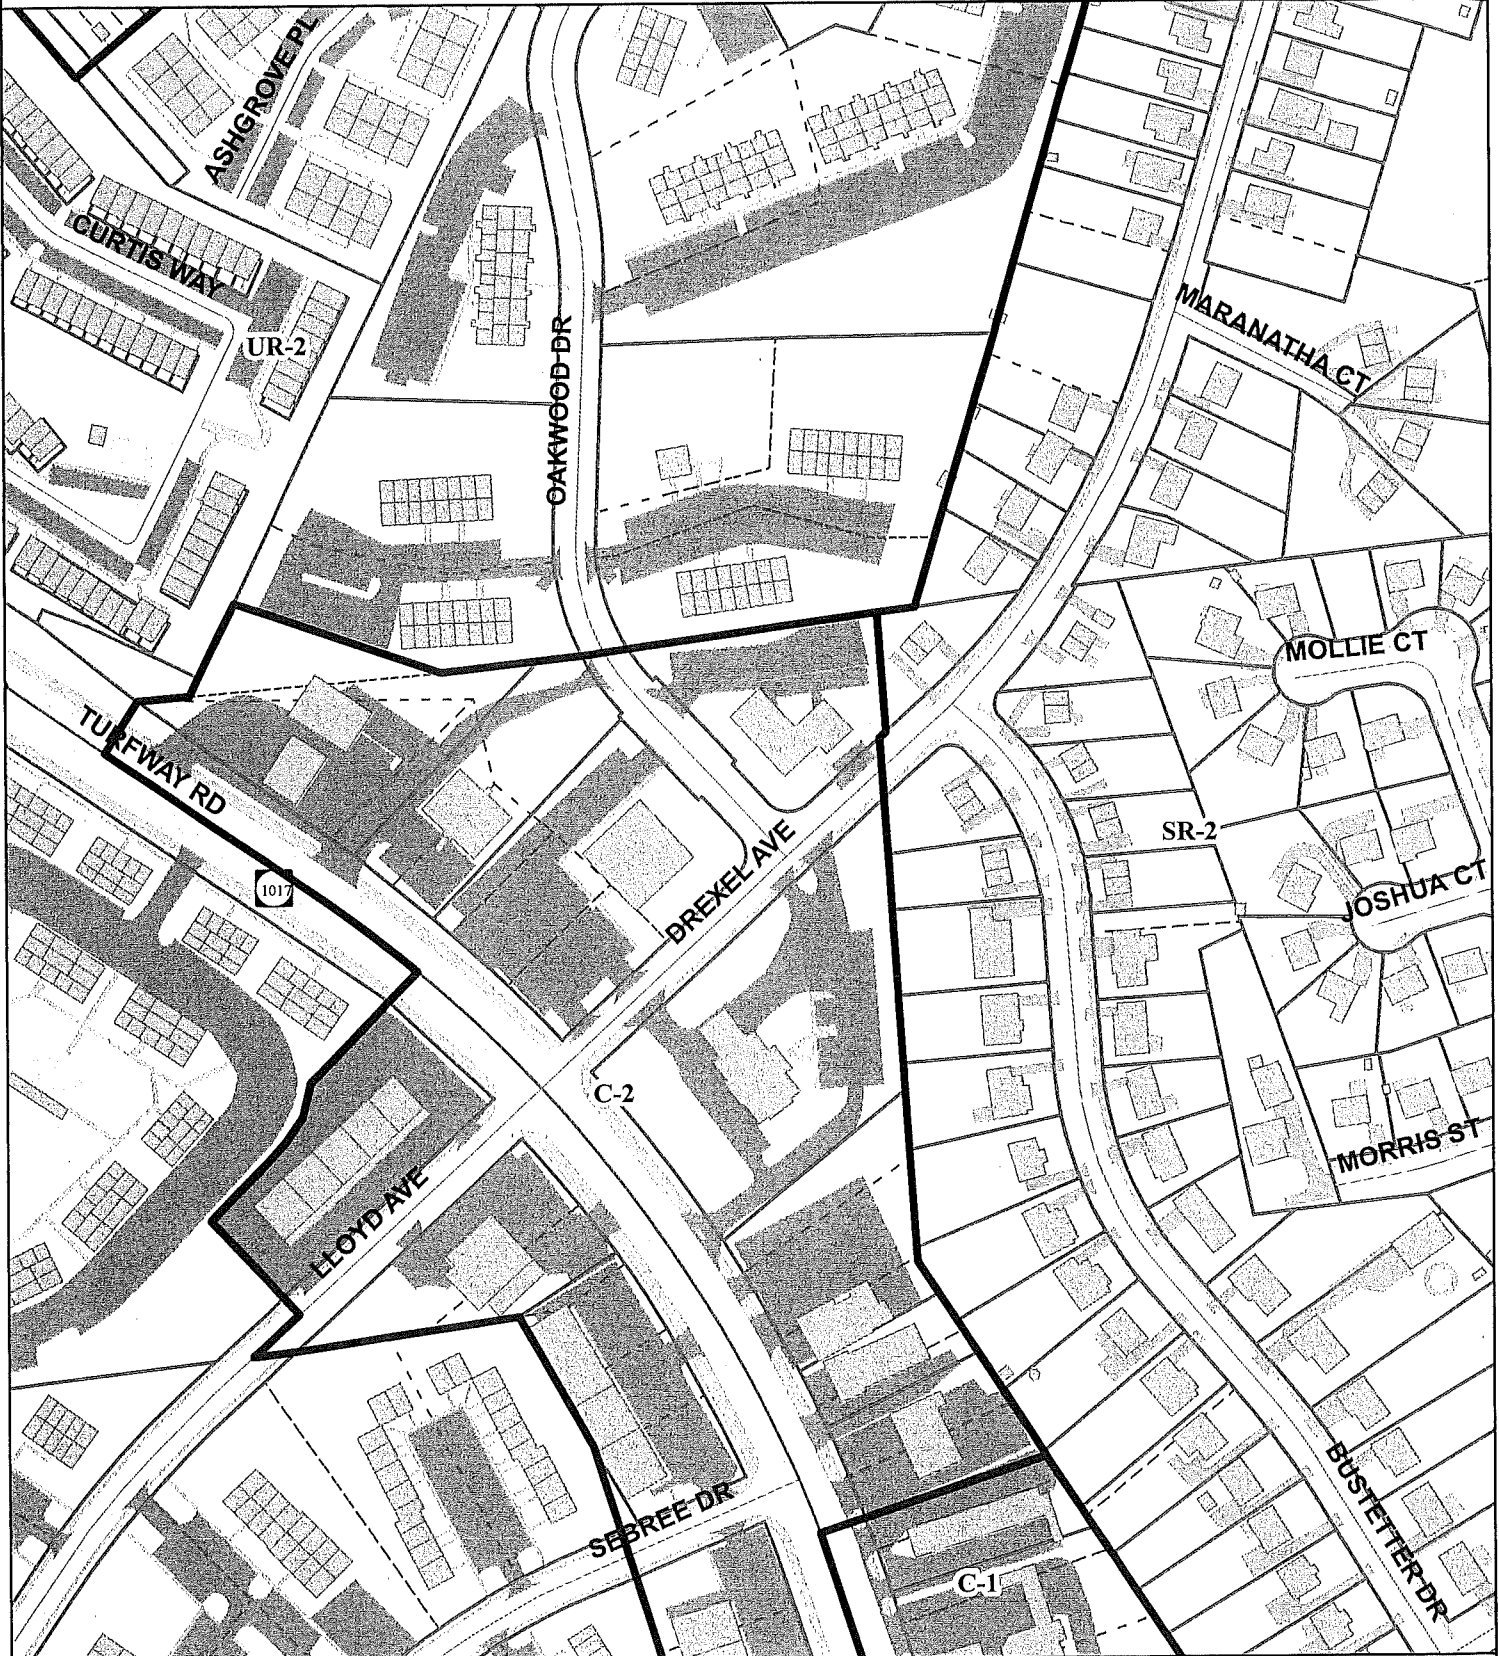 ASHGROVE PL
CURTIS WAY
UR-2
OAKWOOD DR
MARANATHA CT
MOLLIE CT
TURFWAY RD
1017
DREXEL AVE
SR-2
JOSHUA CT
C-2
MORRIS ST
LLOYD AVE
SEBREE DR
C-1
BUSTETTER DR